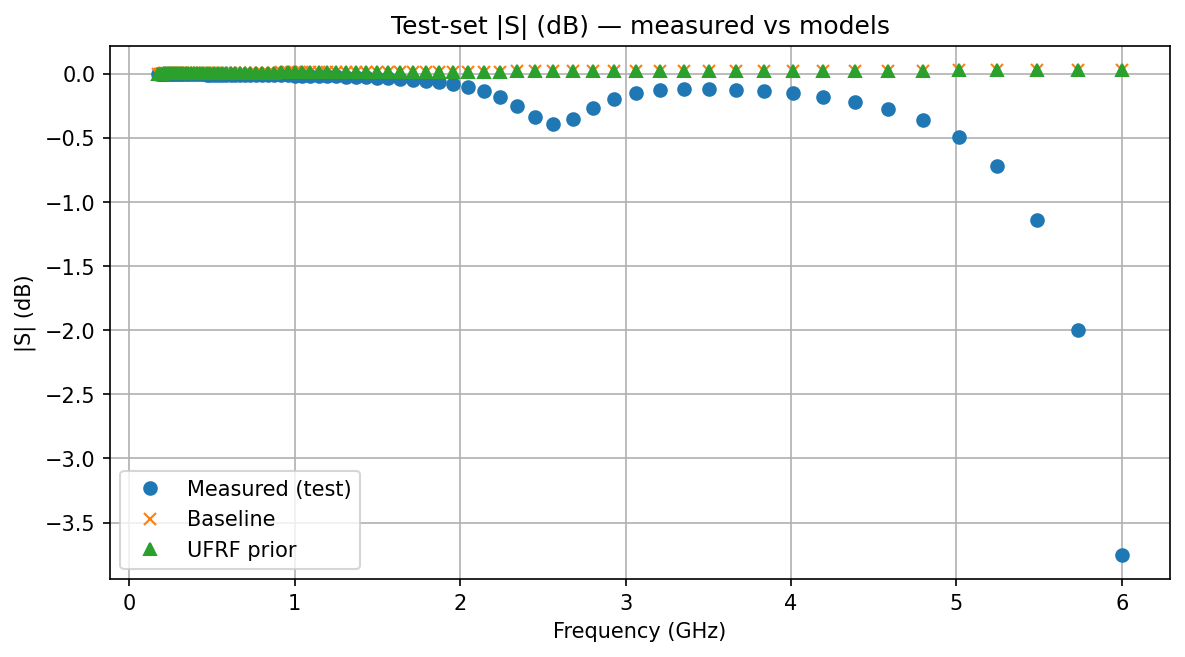 Test-set |S| (dB) — measured vs models
|S| (dB)
0.0
−0.5
−1.0
−1.5
−2.0
−2.5
−3.0
−3.5
Measured (test)
Baseline
UFRF prior
0 1 2 3 4 5 6
Frequency (GHz)